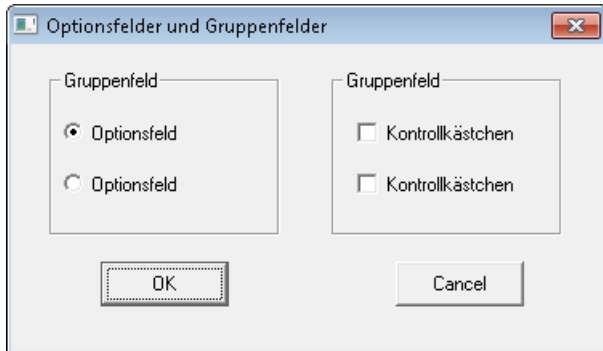 Optionsfelder und Gruppenfelder
Gruppenfeld
Optionsfeld
Optionsfeld
Gruppenfeld
Kontrollkästchen
Kontrollkästchen
OK
Cancel